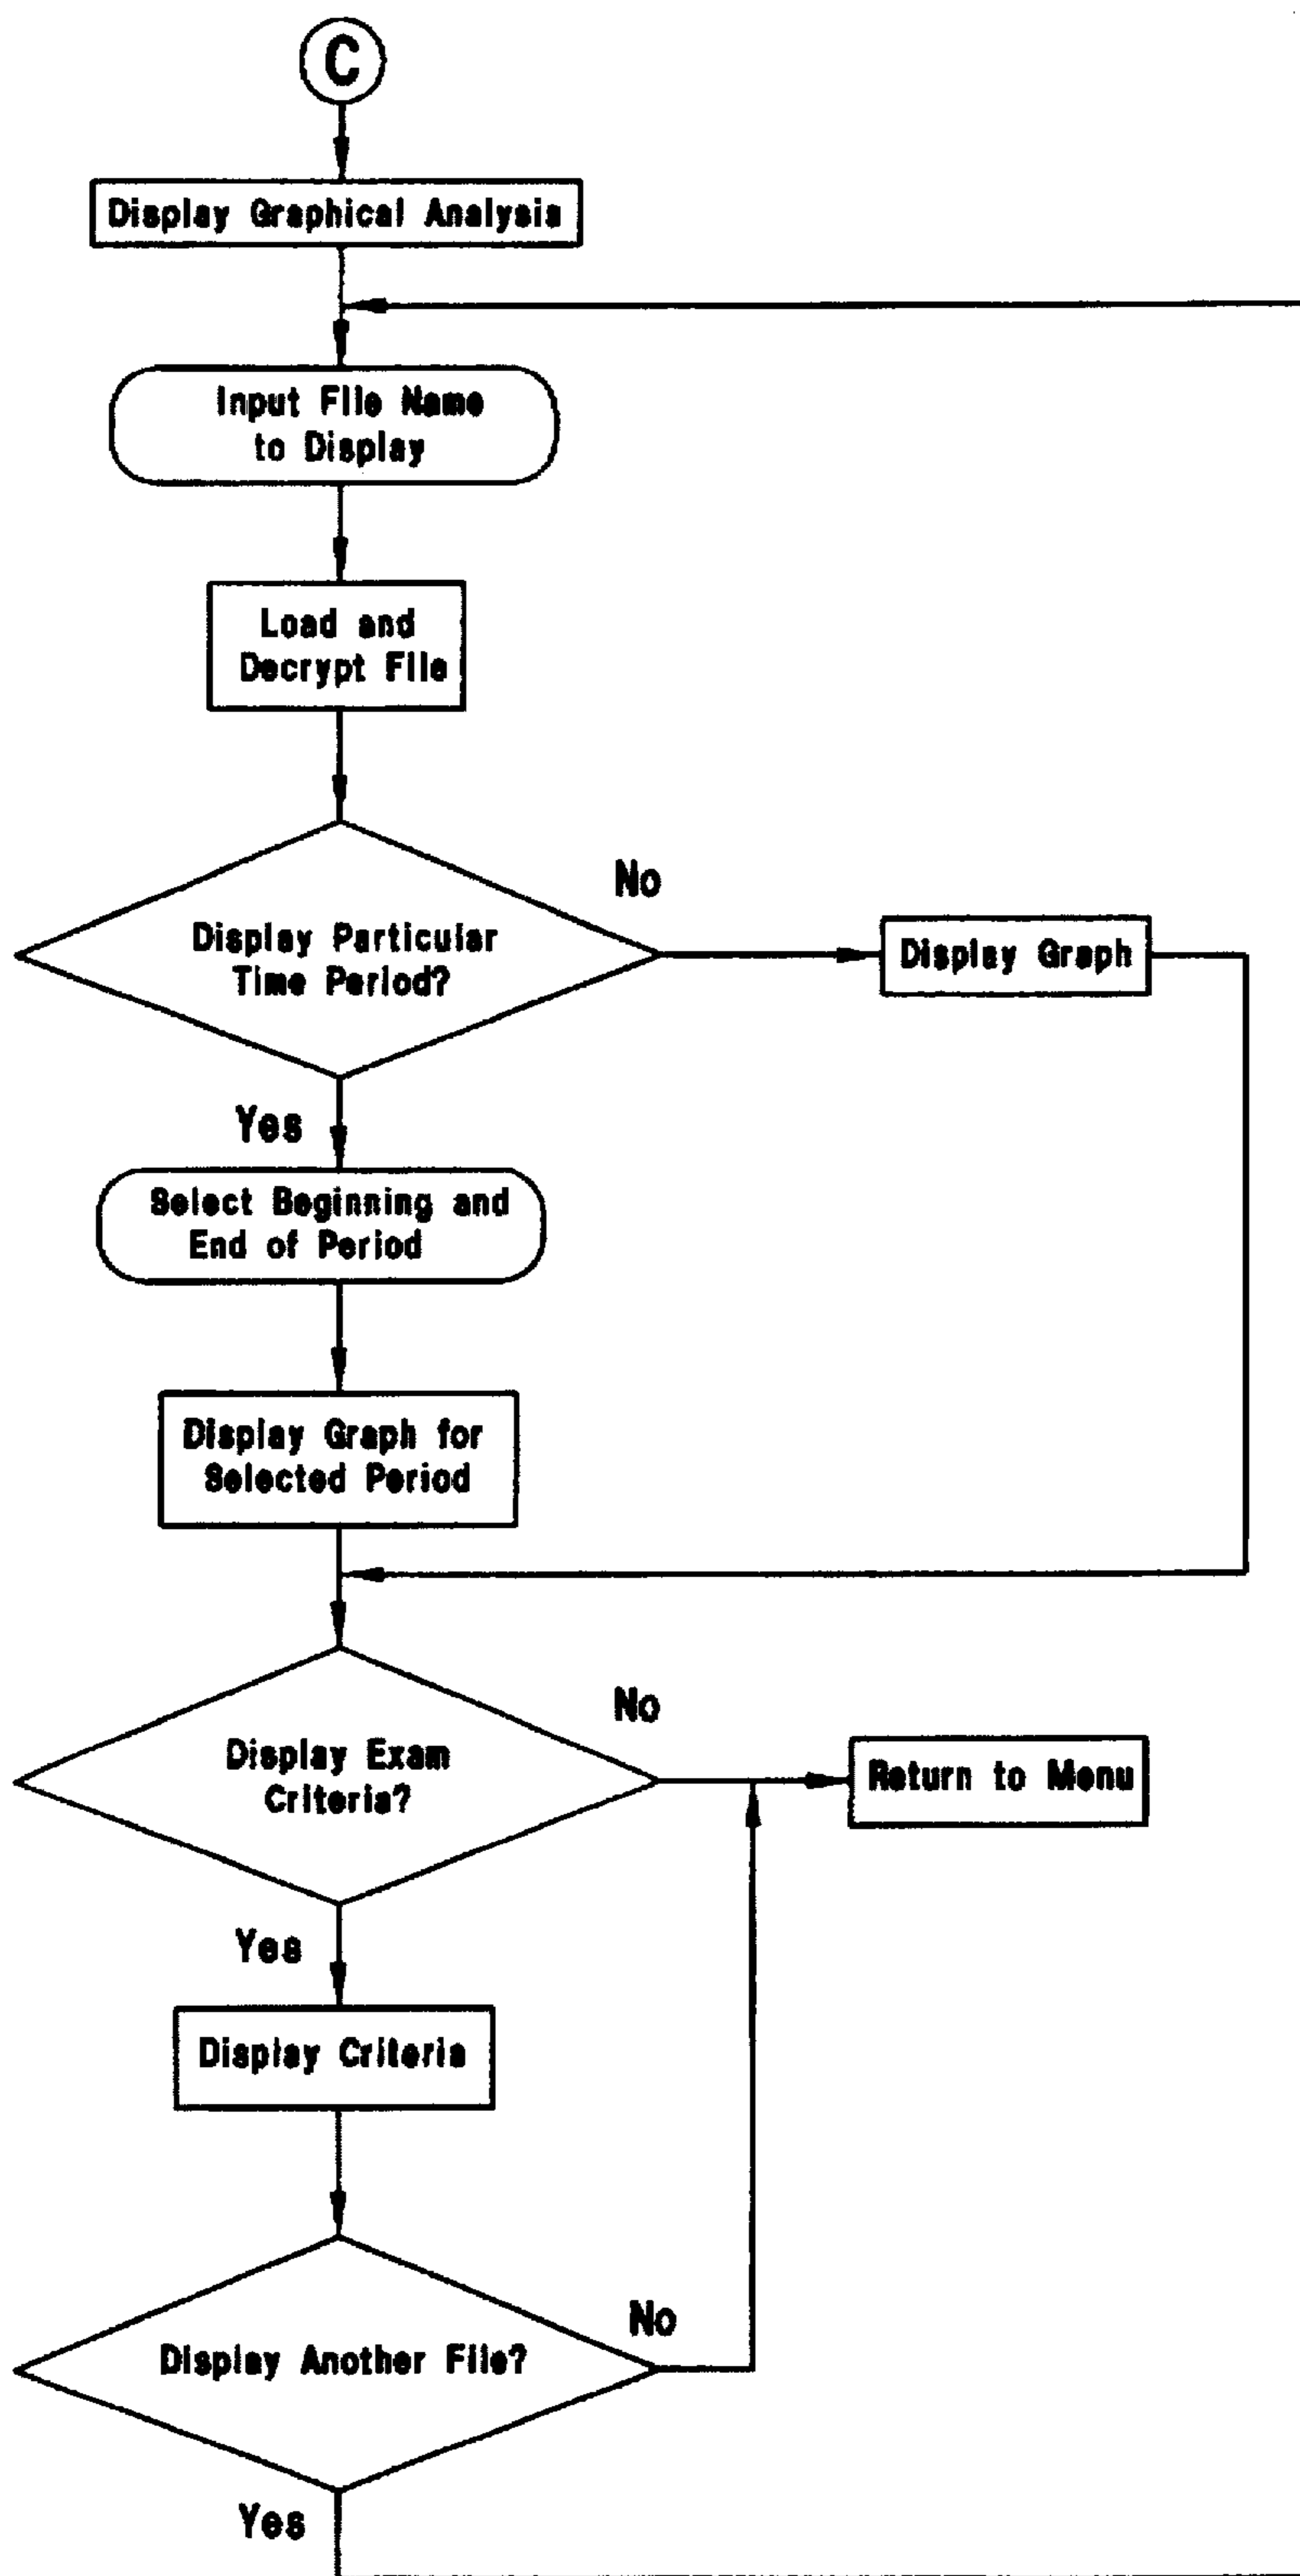 C
Display Graphical Analysis
Input File Name
to Display
Load and
Decrypt File
No
Display Particular
Time Period?
Display Graph
Yes
Select Beginning and
End of Period
Display Graph for
Selected Period
No
Display Exam
Criteria?
Return to Menu
Yes
Display Criteria
No
Display Another File?
Yes